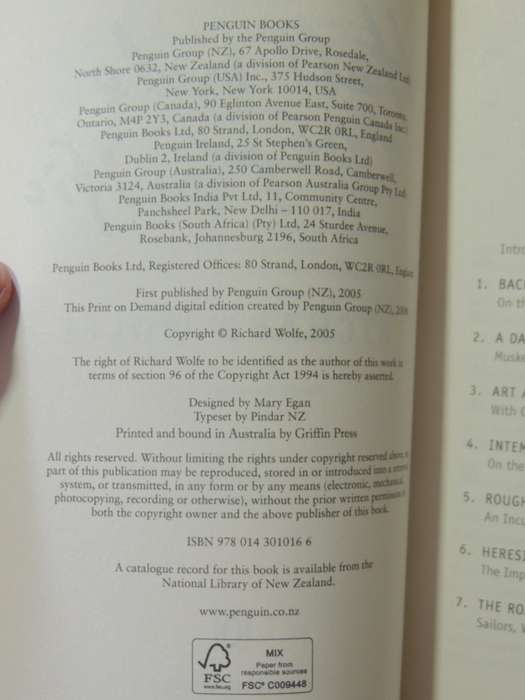 PENGUIN BOOKS
Published by the Penguin Group
Penguin Group (NZ), 67 Apollo Drive, Rosedale,
North Shore 0632, New Zealand (a division of Pearson New Zealand Ltd)
Penguin Group (USA) Inc., 375 Hudson Street,
New York, New York 10014, USA
Penguin Group (Canada), 90 Eglinton Avenue East, Suite 700, Toronto,
Ontario, M4P 2Y3, Canada (a division of Pearson Penguin Canada Inc.)
Penguin Books Ltd, 80 Strand, London, WC2R 0RL, England
Penguin Ireland, 25 St Stephen's Green,
Dublin 2, Ireland (a division of Penguin Books Ltd)
Penguin Group (Australia), 250 Camberwell Road, Camberwell,
Victoria 3124, Australia (a division of Pearson Australia Group Pty Ltd)
Penguin Books India Pvt Ltd, 11, Community Centre,
Panchsheel Park, New Delhi – 110 017, India
Penguin Books (South Africa) (Pty) Ltd, 24 Sturdee Avenue,
Rosebank, Johannesburg 2196, South Africa
Penguin Books Ltd, Registered Offices: 80 Strand, London, WC2R 0RL, England
First published by Penguin Group (NZ), 2005
This Print on Demand digital edition created by Penguin Group (NZ),
Copyright © Richard Wolfe, 2005
The right of Richard Wolfe to be identified as the author of this work in
terms of section 96 of the Copyright Act 1994 is hereby asserted.
Designed by Mary Egan
Typeset by Pindar NZ
Printed and bound in Australia by Griffin Press
All rights reserved. Without limiting the rights under copyright reserved above, no
part of this publication may be reproduced, stored in or introduced into a retrieval
system, or transmitted, in any form or by any means (electronic, mechanical,
photocopying, recording or otherwise), without the prior written permission of
both the copyright owner and the above publisher of this book.
ISBN 978 014 301016 6
A catalogue record for this book is available from the
National Library of New Zealand.
www.penguin.co.nz
FSC
www.fsc.org
MIX
Paper from
responsible sources
FSC® C009448
Intro
1. BAC
On th
2. A DA
Muske
3. ART A
With G
4. INTEM
On the
5. ROUGH
An Incu
6. HERESI
The Imp
7. THE RO
Sailors, W